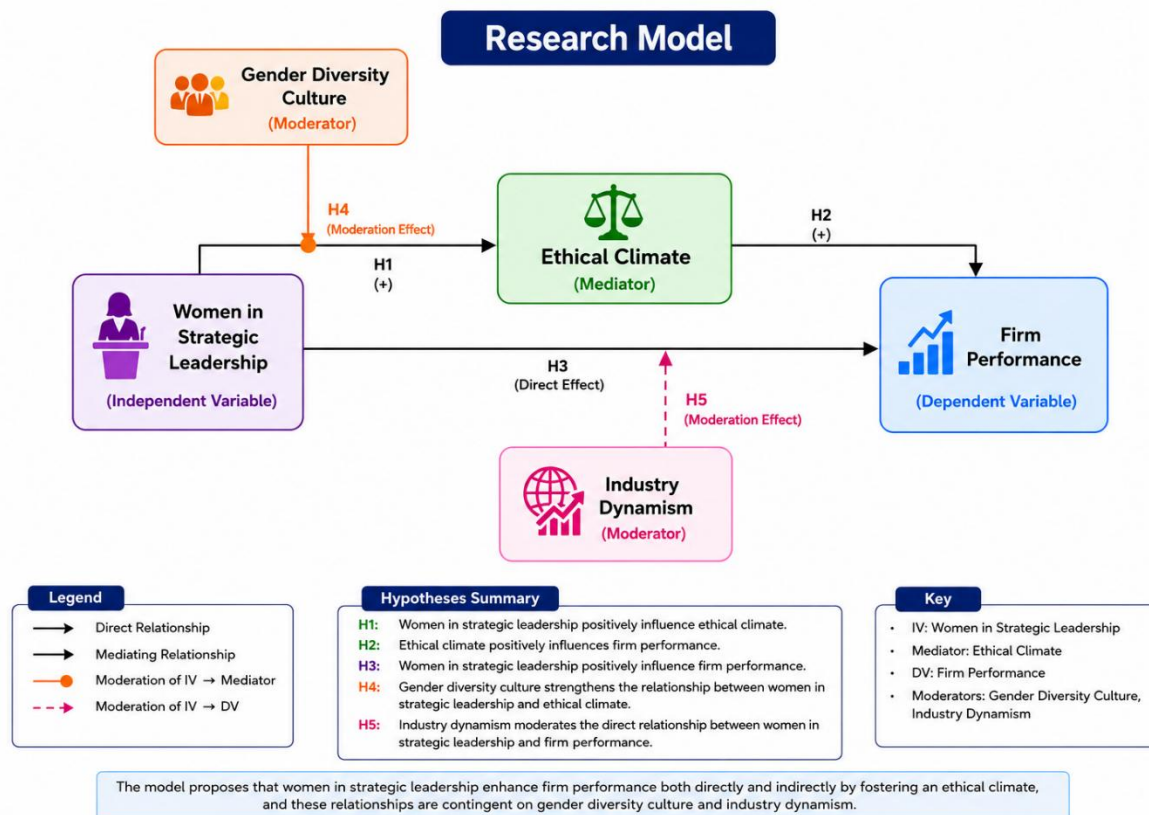 Research Model
Gender Diversity
Culture
(Moderator)
H4
(Moderation Effect)
H1
(+)
Ethical Climate
(Mediator)
H2
(+)
Women in
Strategic
Leadership
(Independent Variable)
H3
(Direct Effect)
Firm
Performance
(Dependent Variable)
H5
(Moderation Effect)
Industry
Dynamism
(Moderator)
Legend
Direct Relationship
Mediating Relationship
Moderation of IV → Mediator
Moderation of IV → DV
Hypotheses Summary
H1: Women in strategic leadership positively influence ethical climate.
H2: Ethical climate positively influences firm performance.
H3: Women in strategic leadership positively influence firm performance.
H4: Gender diversity culture strengthens the relationship between women in
strategic leadership and ethical climate.
H5: Industry dynamism moderates the direct relationship between women in
strategic leadership and firm performance.
Key
• IV: Women in Strategic Leadership
• Mediator: Ethical Climate
• DV: Firm Performance
• Moderators: Gender Diversity Culture,
Industry Dynamism
The model proposes that women in strategic leadership enhance firm performance both directly and indirectly by fostering an ethical climate,
and these relationships are contingent on gender diversity culture and industry dynamism.